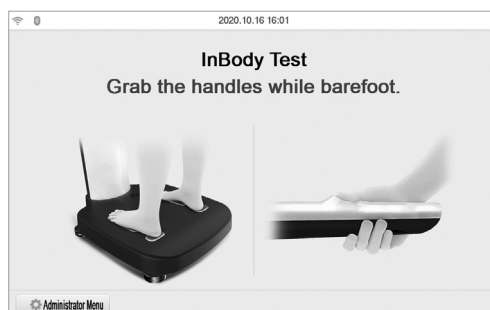 2020.10.16 16:01
InBody Test
Grab the handles while barefoot.
Administrator Menu